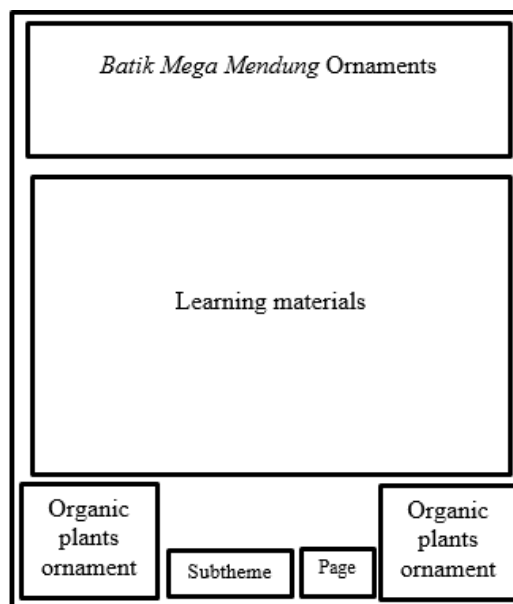 Batik Mega Mendung Ornaments
Learning materials
Organic
plants
ornament
Subtheme
Page
Organic
plants
ornament